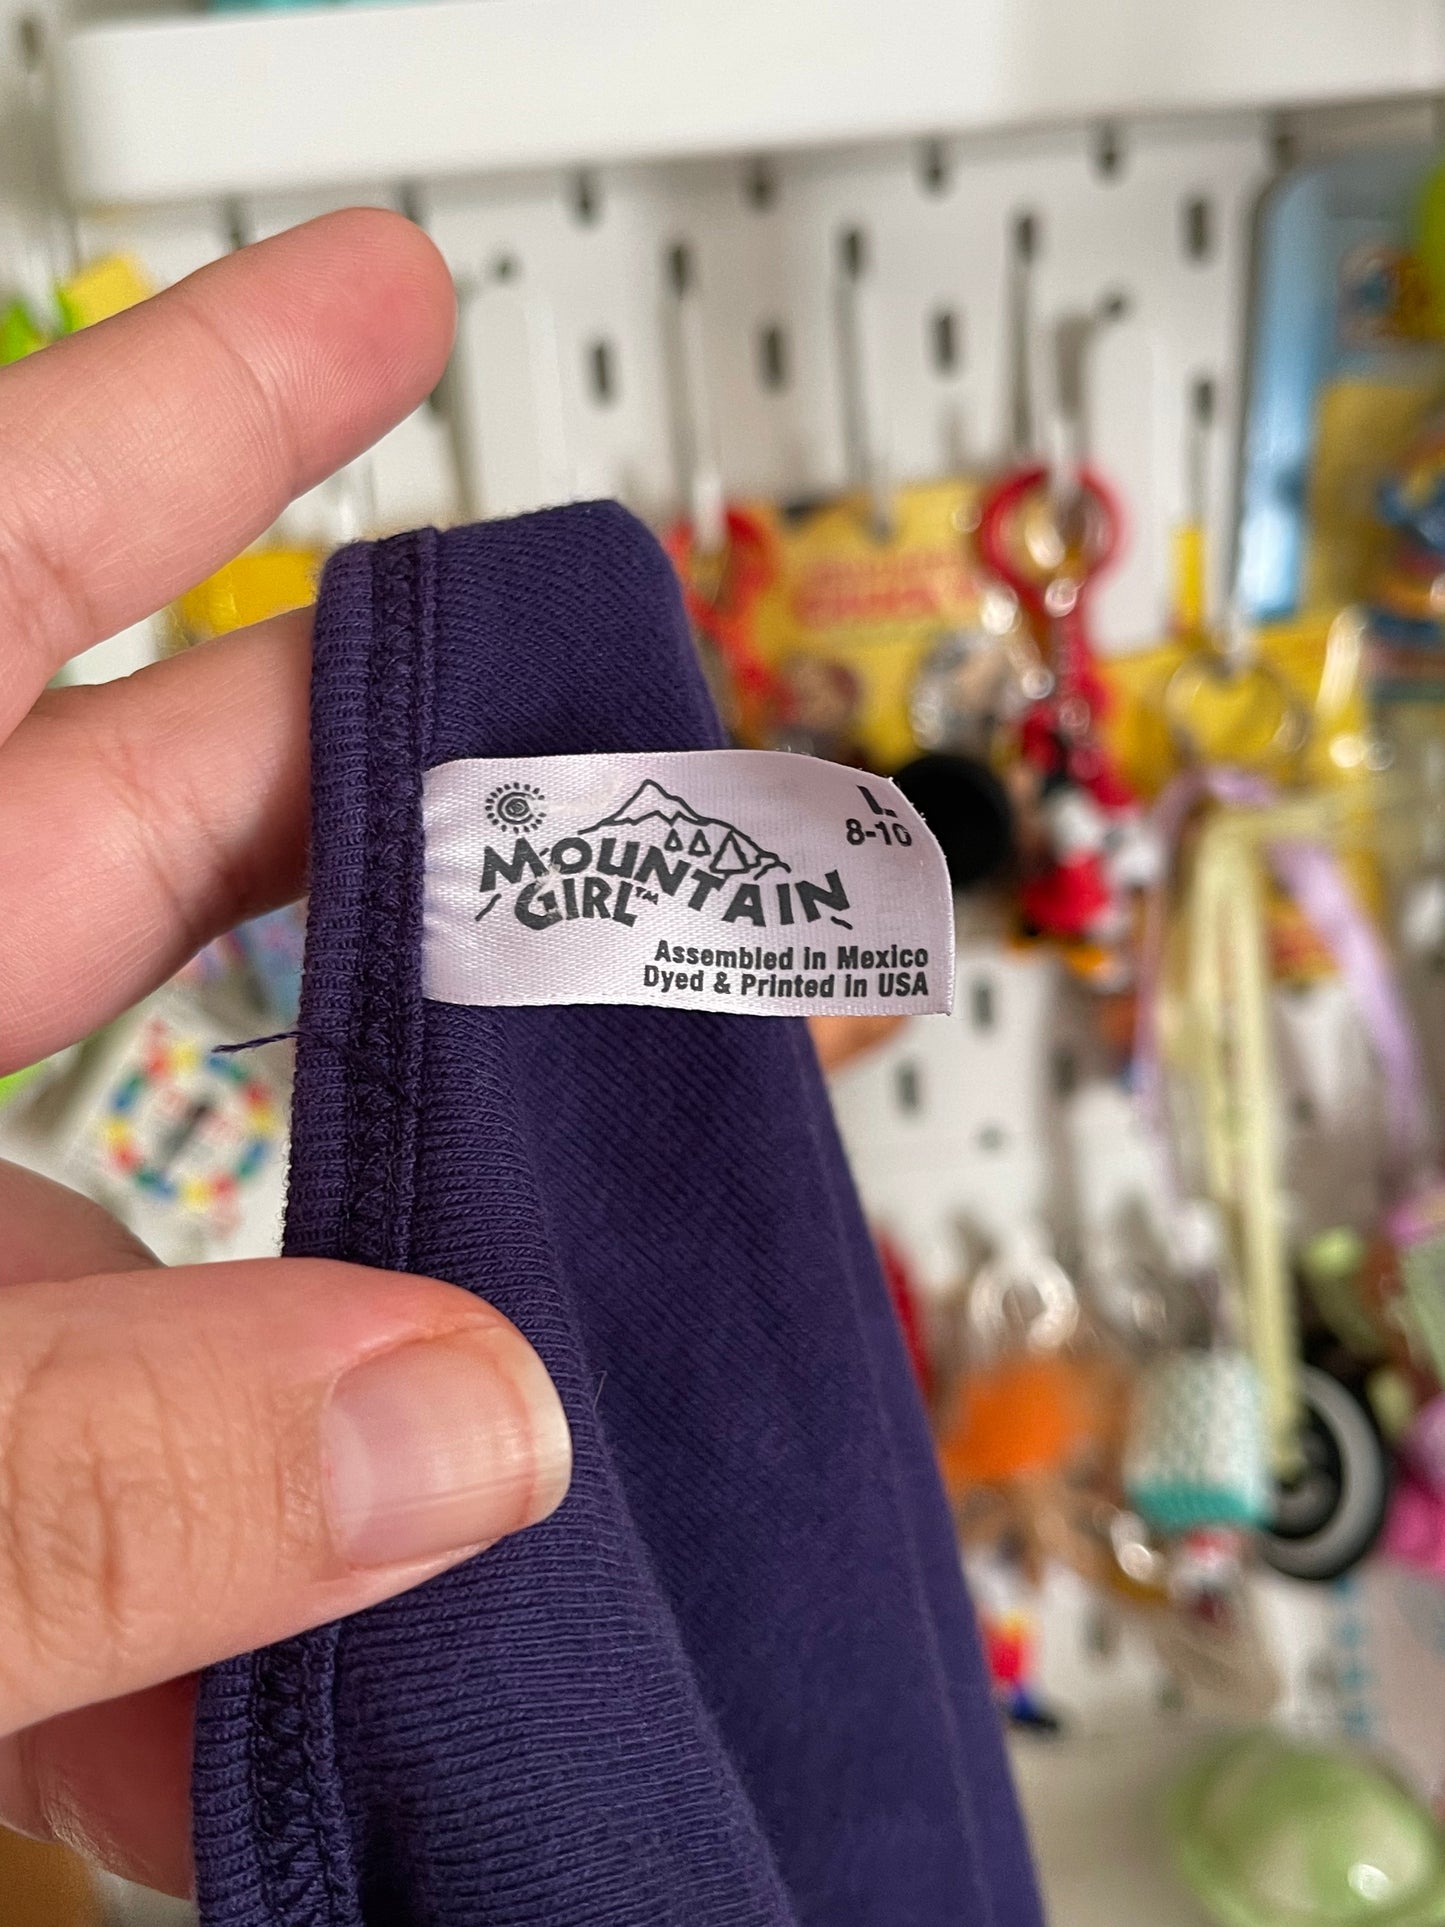 L
8-10
MOUNTAIN
GIRL™
Assembled in Mexico
Dyed & Printed in USA